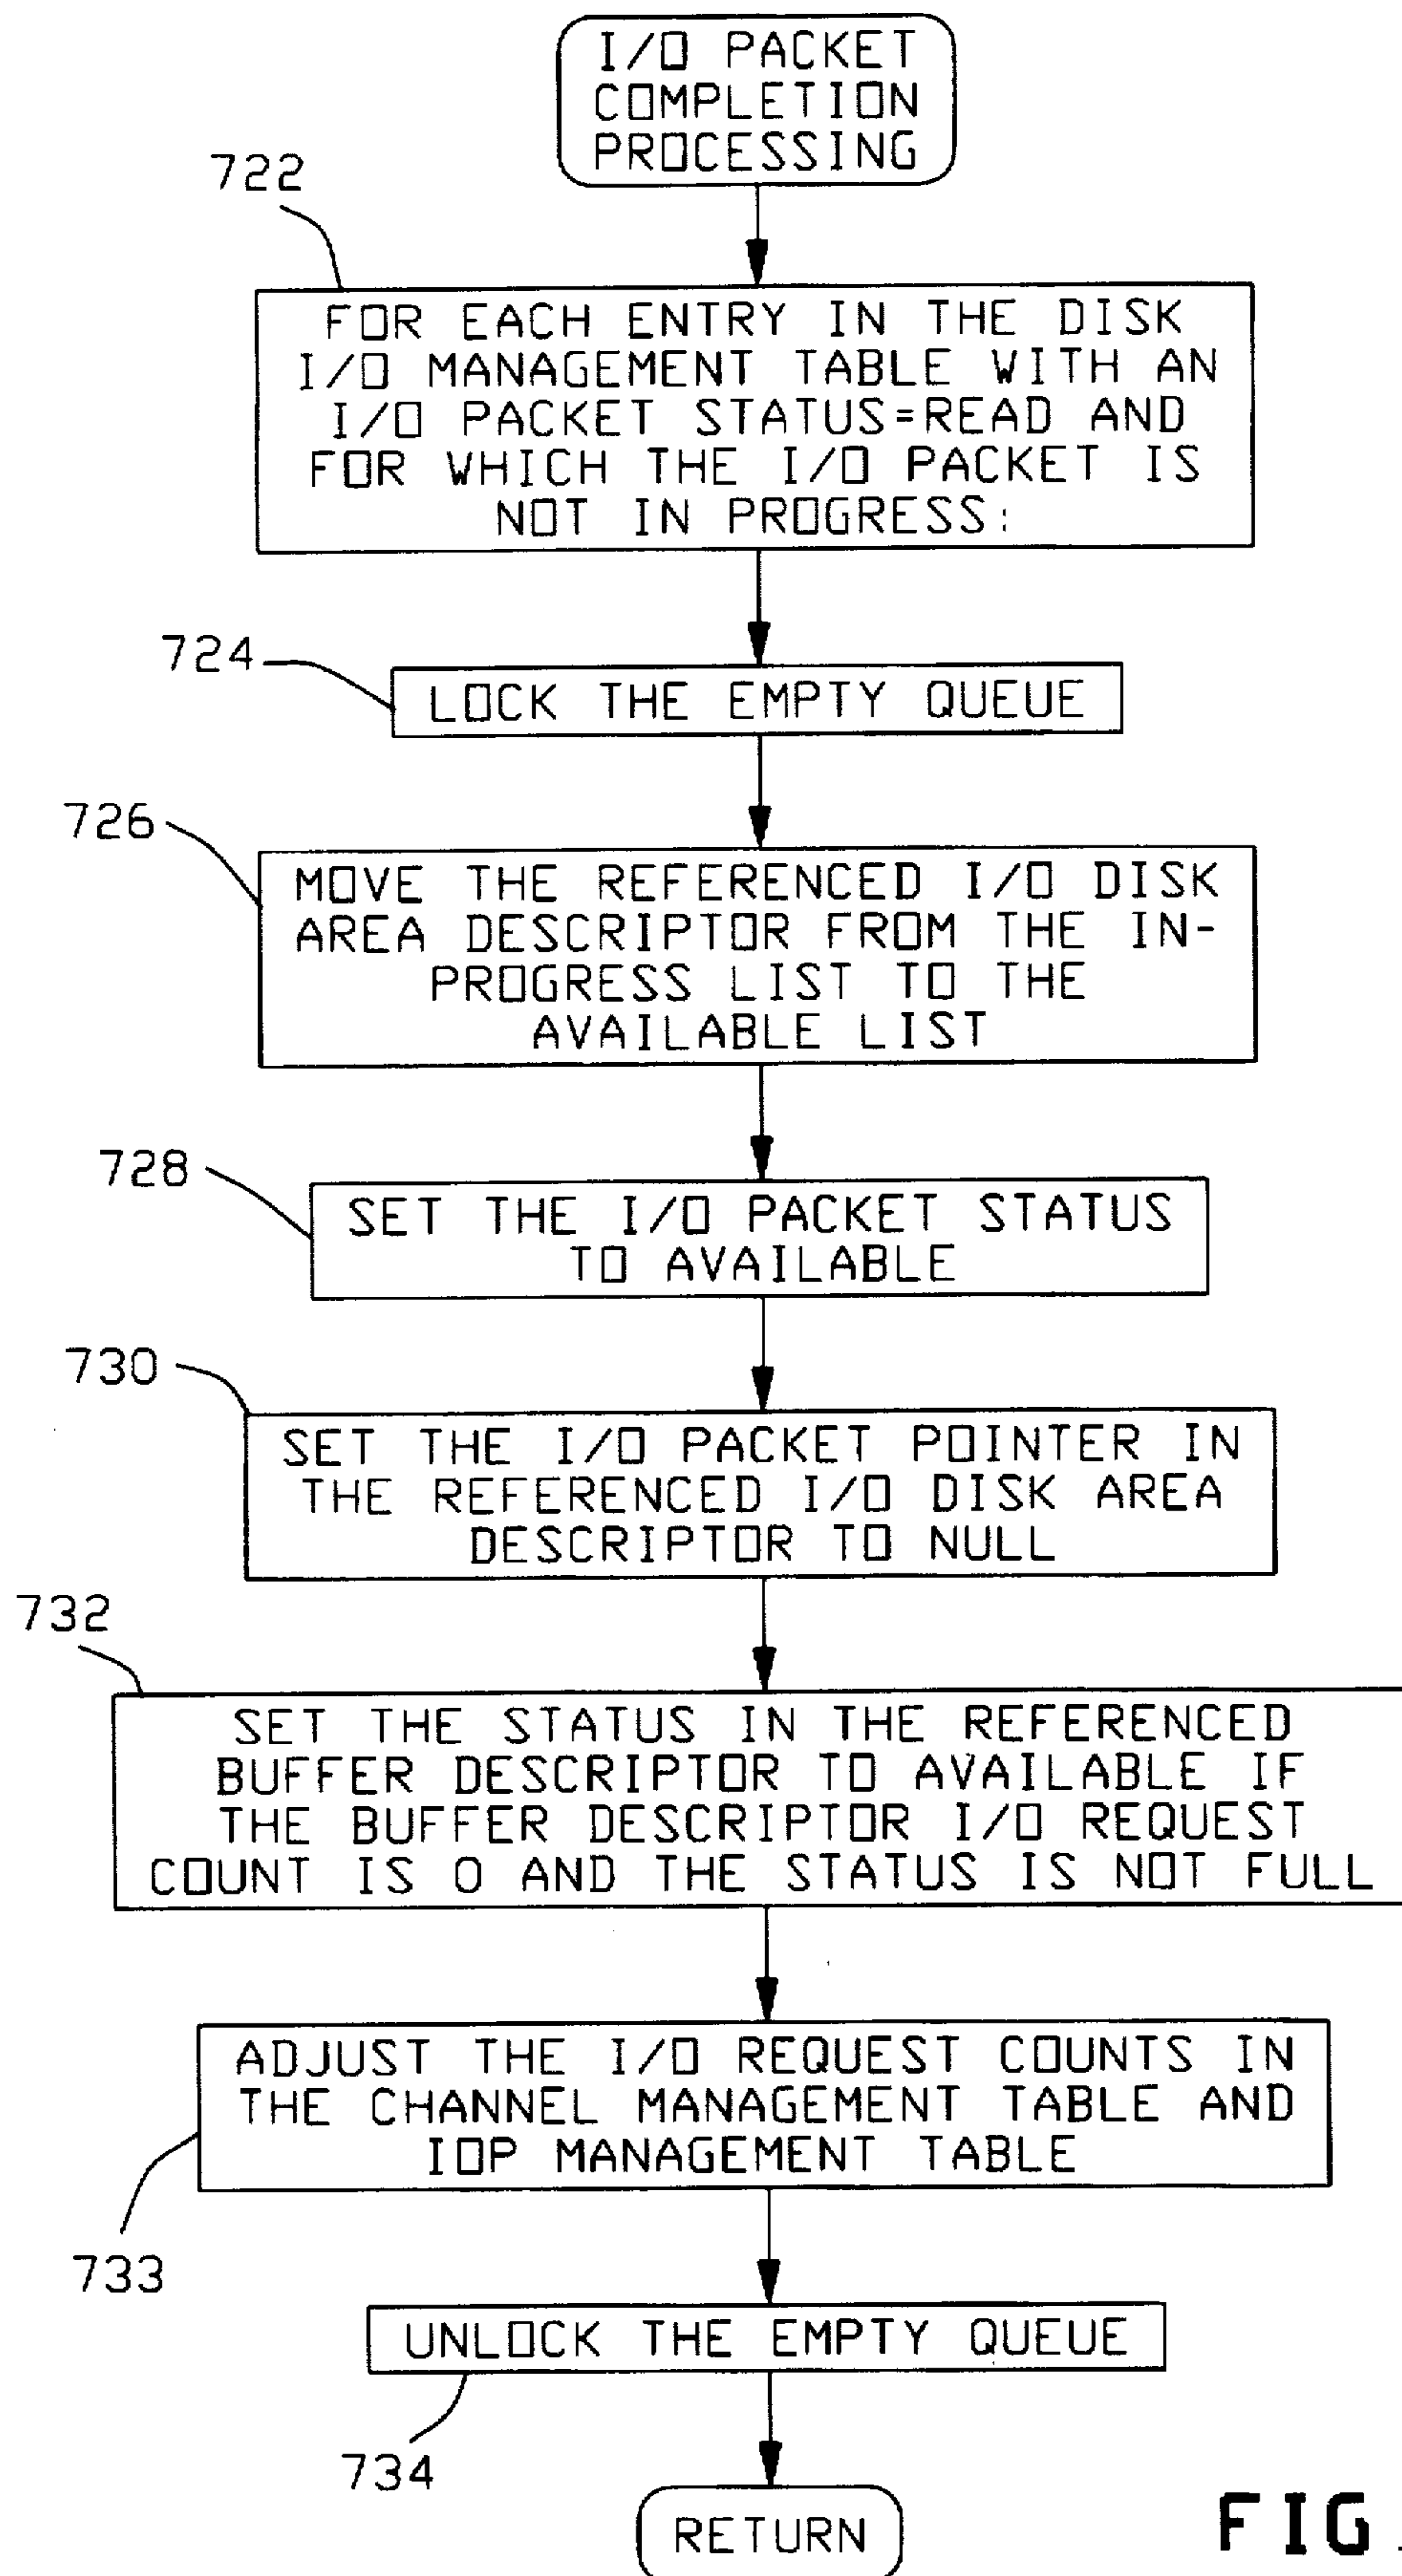 I/O PACKET
COMPLETION
PROCESSING
722
FOR EACH ENTRY IN THE DISK
I/O MANAGEMENT TABLE WITH AN
I/O PACKET STATUS=READ AND
FOR WHICH THE I/O PACKET IS
NOT IN PROGRESS:
724
LOCK THE EMPTY QUEUE
726
MOVE THE REFERENCED I/O DISK
AREA DESCRIPTOR FROM THE IN-
PROGRESS LIST TO THE
AVAILABLE LIST
728
SET THE I/O PACKET STATUS
TO AVAILABLE
730
SET THE I/O PACKET POINTER IN
THE REFERENCED I/O DISK AREA
DESCRIPTOR TO NULL
732
SET THE STATUS IN THE REFERENCED
BUFFER DESCRIPTOR TO AVAILABLE IF
THE BUFFER DESCRIPTOR I/O REQUEST
COUNT IS 0 AND THE STATUS IS NOT FULL
ADJUST THE I/O REQUEST COUNTS IN
THE CHANNEL MANAGEMENT TABLE AND
IOP MANAGEMENT TABLE
733
UNLOCK THE EMPTY QUEUE
734
RETURN
FIG.